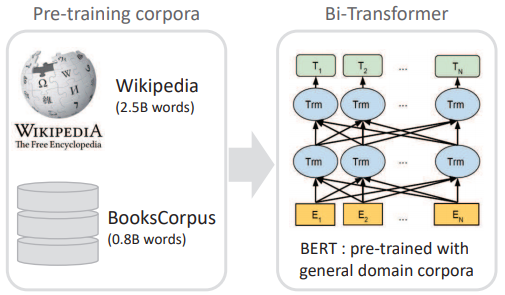 Pre-training corpora
Bi-Transformer
Ω W И
WIKIPEDIA
The Free Encyclopedia
Wikipedia
(2.5B words)
BooksCorpus
(0.8B words)
T1 T2 ... TN
Trm Trm ... Trm
Trm Trm ... Trm
E1 E2 ... EN
BERT : pre-trained with
general domain corpora